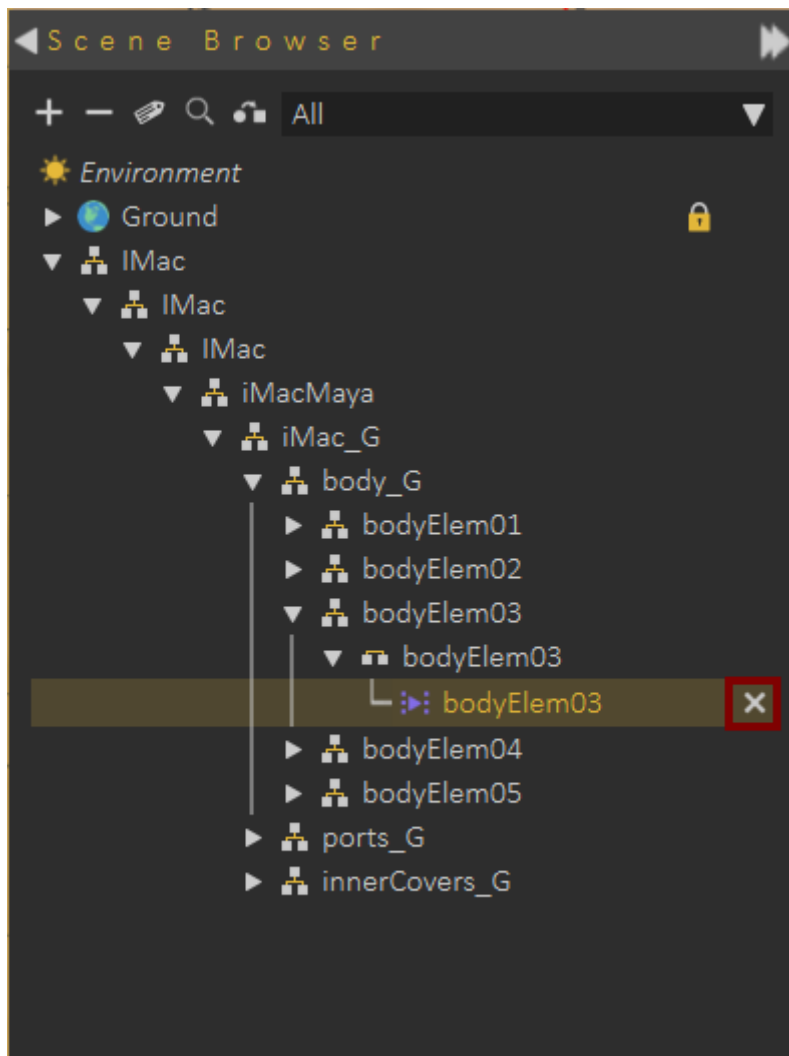 Scene Browser
All
Environment
Ground
IMac
IMac
IMac
iMacMaya
iMac_G
body_G
bodyElem01
bodyElem02
bodyElem03
bodyElem03
bodyElem03
bodyElem04
bodyElem05
ports_G
innerCovers_G